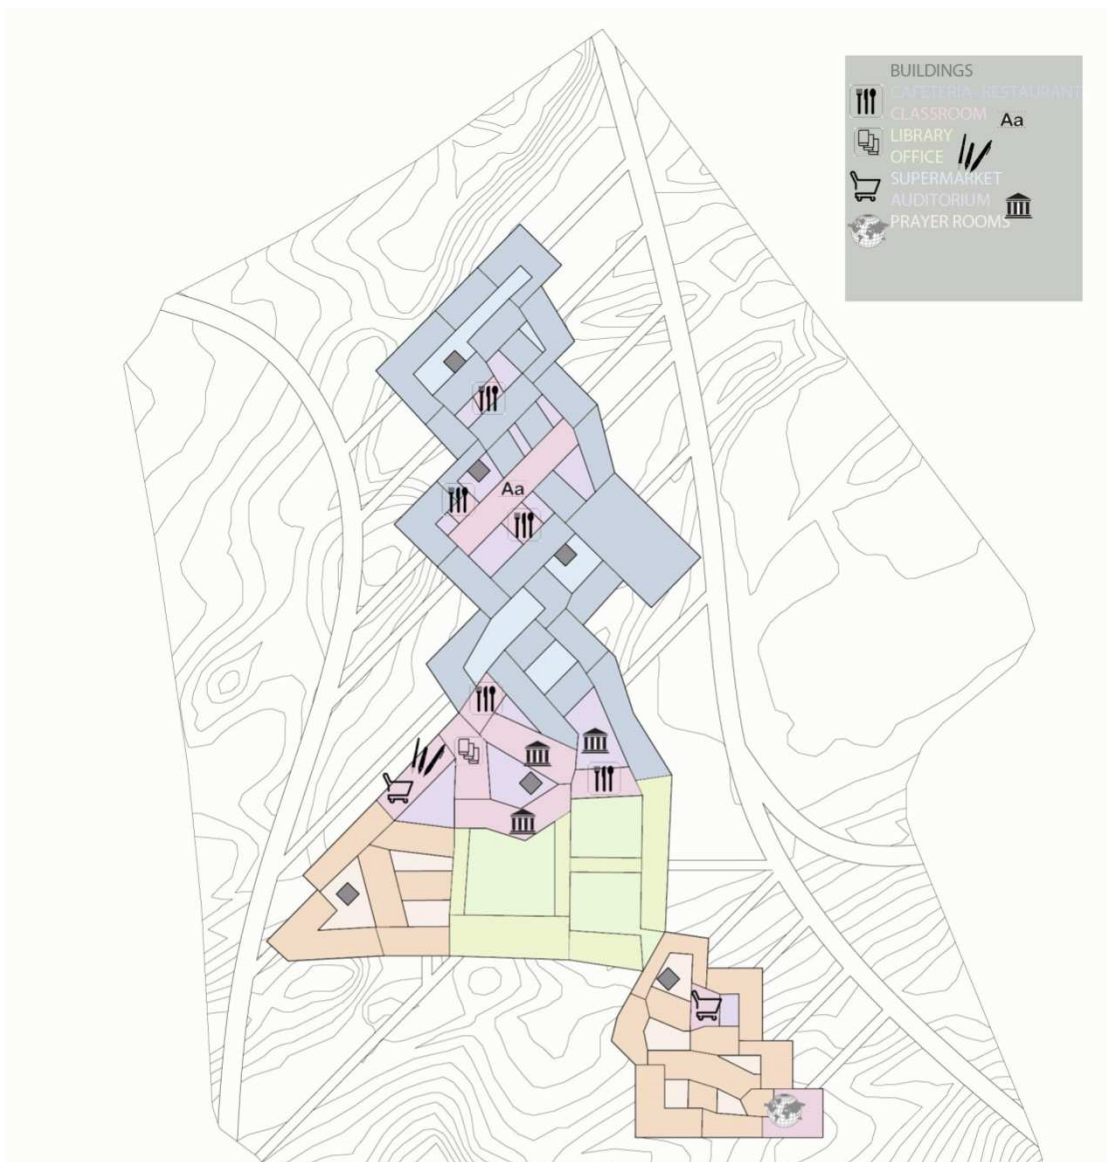 BUILDINGS
CAFETERIA- RESTAURANT
CLASSROOM
Aa
LIBRARY
OFFICE
SUPERMARKET
AUDITORIUM
PRAYER ROOMS
Aa